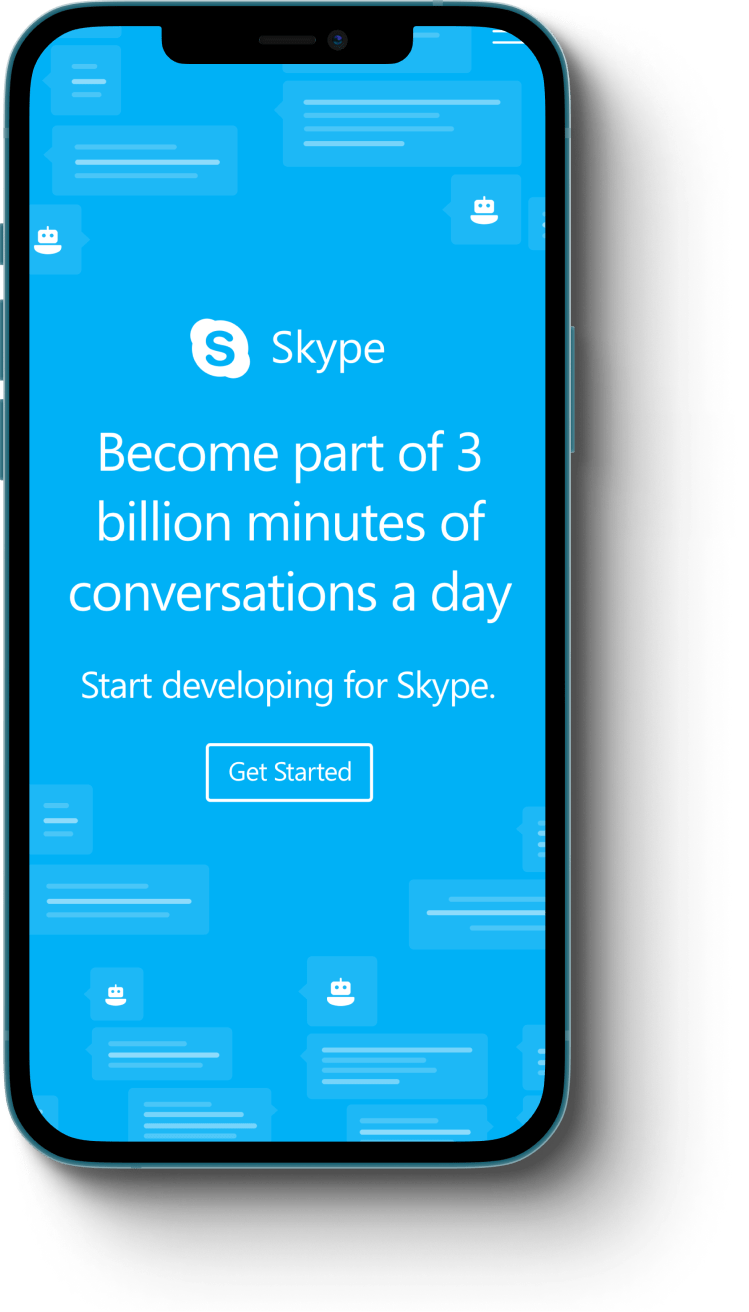 Skype
Become part of 3
billion minutes of
conversations a day
Start developing for Skype.
Get Started